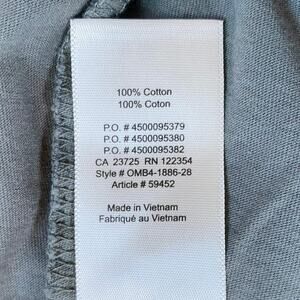 100% Cotton
100% Coton
P.O. # 4500095379
P.O. # 4500095380
P.O. # 4500095382
CA 23725 RN 122354
Style # OMB4-1886-28
Article # 59452
Made in Vietnam
Fabriqué au Vietnam